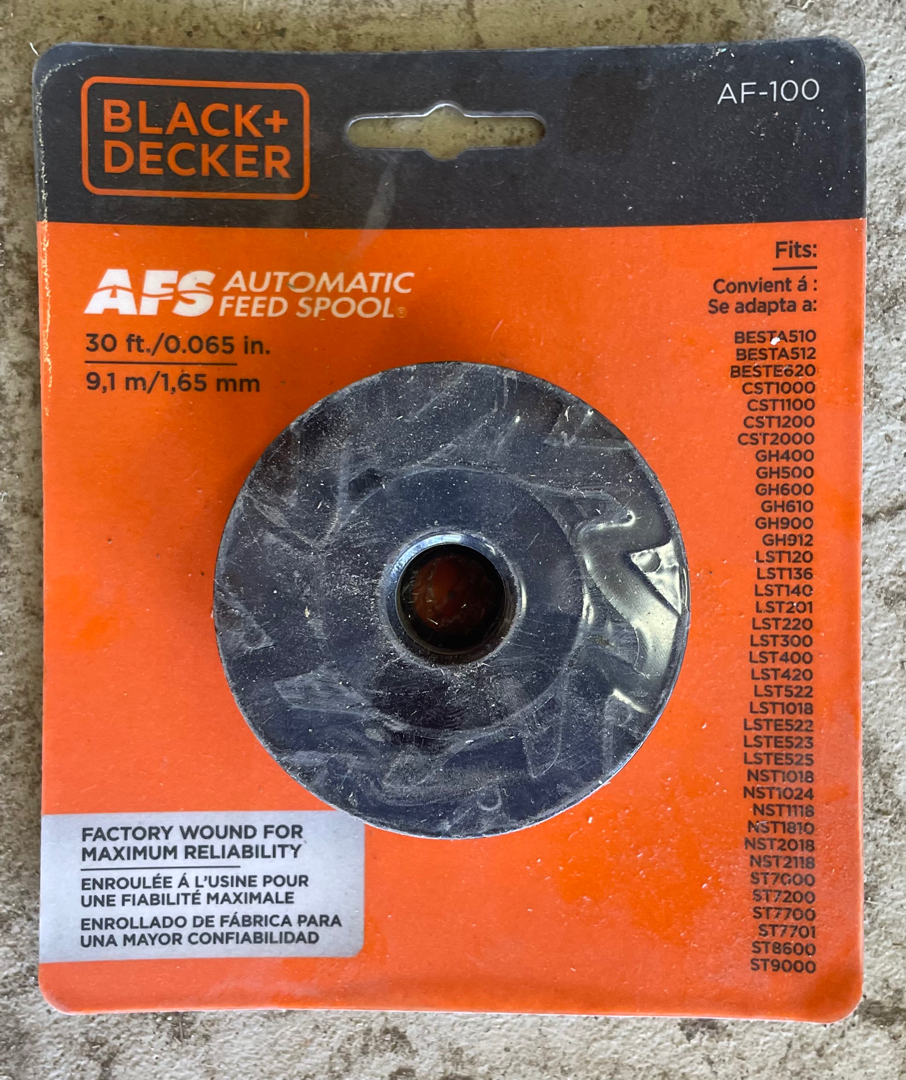 BLACK+
DECKER
AF-100
AFS AUTOMATIC
FEED SPOOL®
30 ft./0.065 in.
9,1 m/1,65 mm
Fits:
Convient á :
Se adapta a:
BESTA510
BESTA512
BESTE620
CST1000
CST1100
CST1200
CST2000
GH400
GH500
GH600
GH610
GH900
GH912
LST120
LST136
LST140
LST201
LST220
LST300
LST400
LST420
LST522
LST1018
LSTE522
LSTE523
LSTE525
NST1018
NST1024
NST1118
NST1810
NST2018
NST2118
ST7000
ST7200
ST7700
ST7701
ST8600
ST9000
FACTORY WOUND FOR
MAXIMUM RELIABILITY
ENROULÉE Á L'USINE POUR
UNE FIABILITÉ MAXIMALE
ENROLLADO DE FÁBRICA PARA
UNA MAYOR CONFIABILIDAD